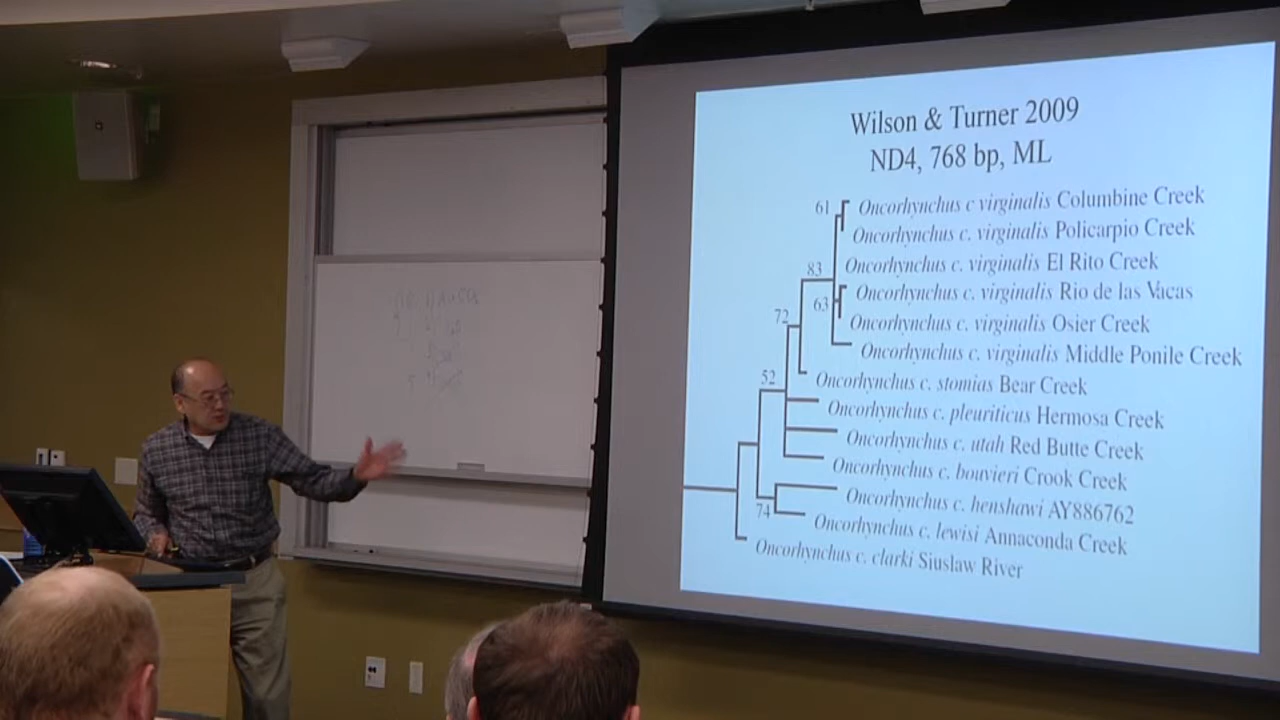 Wilson & Turner 2009
ND4, 768 bp, ML
61
Oncorhynchus c virginalis Columbine Creek
Oncorhynchus c. virginalis Policarpio Creek
83
Oncorhynchus c. virginalis El Rito Creek
63
Oncorhynchus c. virginalis Rio de las Vacas
72
Oncorhynchus c. virginalis Osier Creek
Oncorhynchus c. virginalis Middle Ponile Creek
52
Oncorhynchus c. stomias Bear Creek
Oncorhynchus c. pleuriticus Hermosa Creek
Oncorhynchus c. utah Red Butte Creek
Oncorhynchus c. bouvieri Crook Creek
74
Oncorhynchus c. henshawi AY886762
Oncorhynchus c. lewisi Annaconda Creek
Oncorhynchus c. clarki Siuslaw River